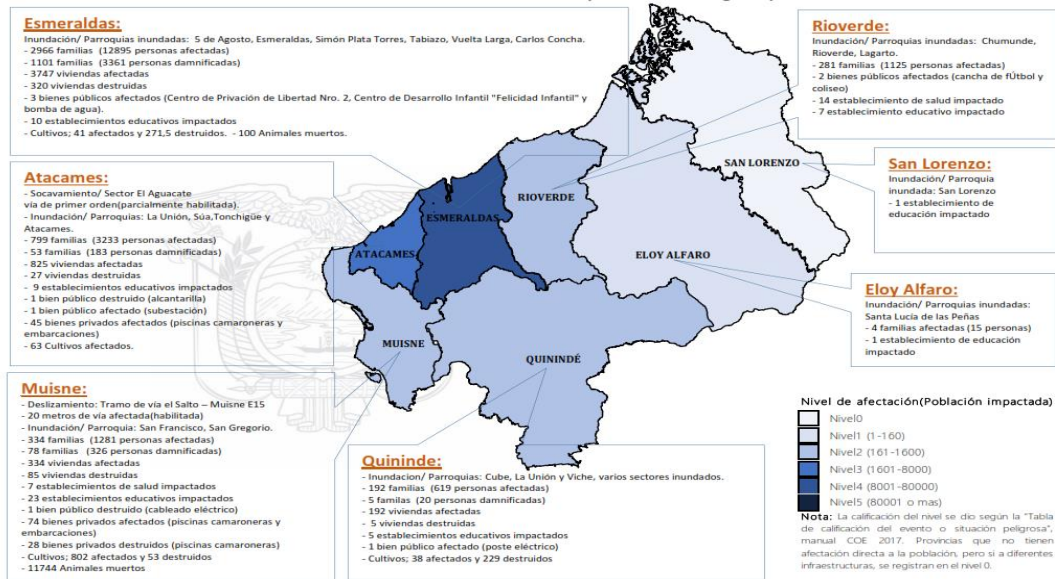 Esmeraldas:
Inundación/ Parroquias inundadas: 5 de Agosto, Esmeraldas, Simón Plata Torres, Tabiazo, Vuelta Larga, Carlos Concha.
- 2966 familias (12895 personas afectadas)
- 1101 familias (3361 personas damnificadas)
- 3747 viviendas afectadas
- 320 viviendas destruidas
- 3 bienes públicos afectados (Centro de Privación de Libertad Nro. 2, Centro de Desarrollo Infantil "Felicidad Infantil" y
bomba de agua).
- 10 establecimientos educativos impactados
- Cultivos; 41 afectados y 271,5 destruidos. - 100 Animales muertos.
Rioverde:
Inundación/ Parroquias inundadas: Chumunde,
Rioverde, Lagarto.
- 281 familias (1125 personas afectadas)
- 2 bienes públicos afectados (cancha de fÚtbol y
coliseo)
- 14 establecimiento de salud impactado
- 7 establecimiento educativo impactado
San Lorenzo:
Inundación/ Parroquia
inundada: San Lorenzo
- 1 establecimiento de
educación impactado
Atacames:
- Socavamiento/ Sector El Aguacate
vía de primer orden(parcialmente habilitada).
- Inundación/ Parroquias: La Unión, Súa,Tonchigüe y
Atacames.
- 799 familias (3233 personas afectadas)
- 53 familias (183 personas damnificadas)
- 825 viviendas afectadas
- 27 viviendas destruidas
- 9 establecimientos educativos impactados
- 1 bien público destruido (alcantarilla)
- 1 bien público afectado (subestación)
- 45 bienes privados afectados (piscinas camaroneras y
embarcaciones)
- 63 Cultivos afectados.
SAN LORENZO
RIOVERDE
ESMERALDAS
ATACAMES
ELOY ALFARO
MUISNE
QUININDÉ
Eloy Alfaro:
Inundación/ Parroquias inundadas:
Santa Lucía de las Peñas
- 4 familias afectadas (15 personas)
- 1 establecimiento de educación
impactado
Muisne:
- Deslizamiento: Tramo de vía el Salto – Muisne E15
- 20 metros de vía afectada(habilitada)
- Inundación/ Parroquia: San Francisco, San Gregorio.
- 334 familias (1281 personas afectadas)
- 78 familias (326 personas damnificadas)
- 334 viviendas afectadas
- 85 viviendas destruidas
- 7 establecimientos de salud impactados
- 23 establecimientos educativos impactados
- 1 bien público destruido (cableado eléctrico)
- 74 bienes privados afectados (piscinas camaroneras y
embarcaciones)
- 28 bienes privados destruidos (piscinas camaroneras)
- Cultivos; 802 afectados y 53 destruidos
- 11744 Animales muertos
Quininde:
- Inundacion/ Parroquias: Cube, La Unión y Viche, varios sectores inundados.
- 192 familias (619 personas afectadas)
- 5 familas (20 personas damnificadas)
- 192 viviendas afectadas
- 5 viviendas destruidas
- 5 establecimientos educativos impactados
- 1 bien público afectado (poste eléctrico)
- Cultivos; 38 afectados y 229 destruidos
Nivel de afectación(Población impactada)
Nivel0
Nivel1 (1-160)
Nivel2 (161-1600)
Nivel3 (1601-8000)
Nivel4 (8001-80000)
Nivel5 (80001 o mas)
Nota: La calificación del nivel se dio según la "Tabla
de calificación del evento o situación peligrosa",
manual COE 2017. Provincias que no tienen
afectación directa a la población, pero si a diferentes
infraestructuras, se registran en el nivel 0.